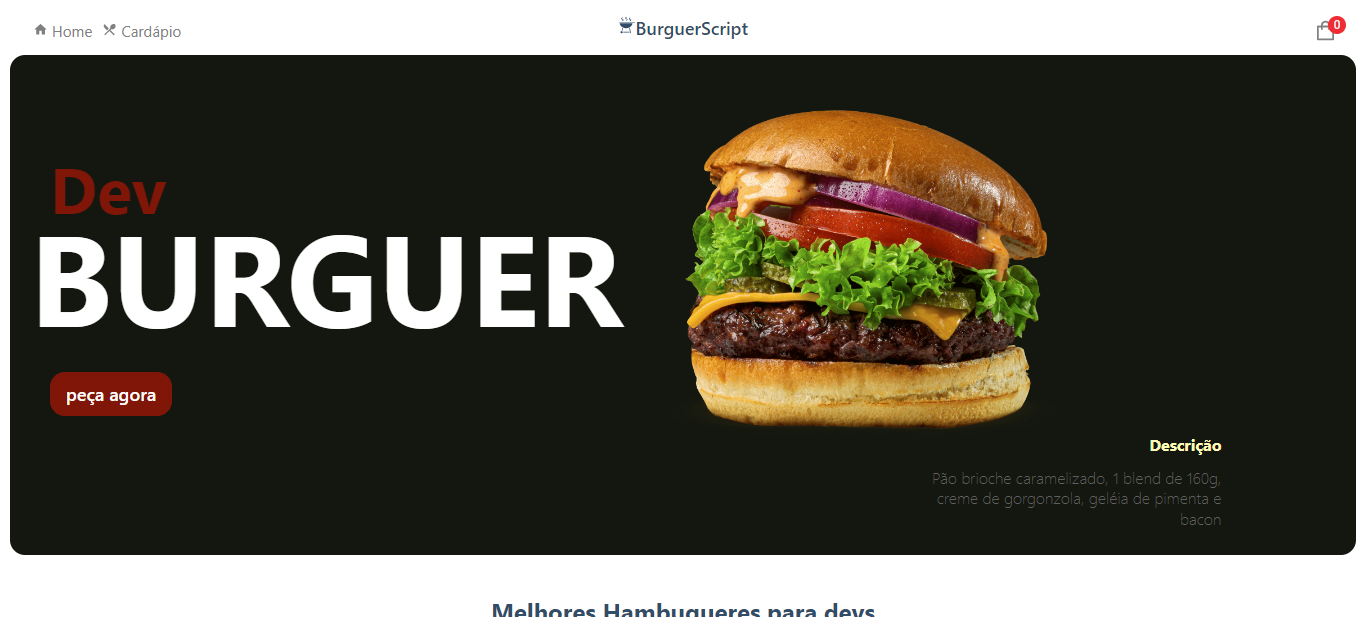 Home Cardápio BurguerScript 0
Dev
BURGUER
peça agora
Descrição
Pão brioche caramelizado, 1 blend de 160g,
creme de gorgonzola, geléia de pimenta e
bacon
Melhores Hambugueres para devs